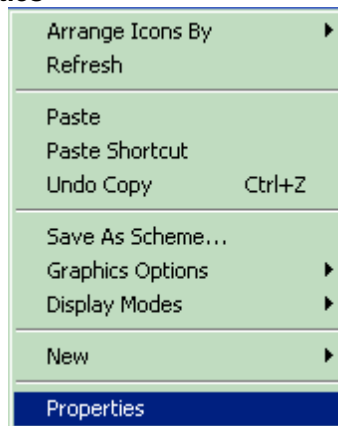 Arrange Icons By
Refresh
Paste
Paste Shortcut
Undo Copy Ctrl+Z
Save As Scheme...
Graphics Options
Display Modes
New
Properties